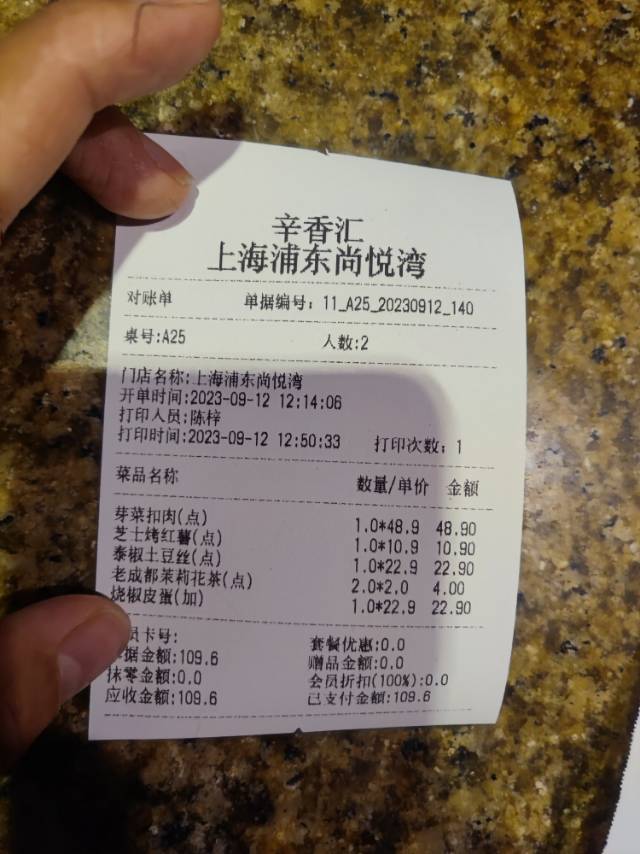 辛香汇
上海浦东尚悦湾
对账单 单据编号：11_A25_20230912_140
桌号:A25 人数:2
门店名称:上海浦东尚悦湾
开单时间:2023-09-12 12:14:06
打印人员:陈梓
打印时间:2023-09-12 12:50:33 打印次数：1
菜品名称 数量/单价 金额
芽菜扣肉(点) 1.0*48.9 48.90
芝士烤红薯(点) 1.0*10.9 10.90
泰椒土豆丝(点) 1.0*22.9 22.90
老成都茉莉花茶(点) 2.0*2.0 4.00
烧椒皮蛋(加) 1.0*22.9 22.90
员卡号: 套餐优惠:0.0
据金额:109.6 赠品金额:0.0
抹零金额:0.0 会员折扣(100%):0.0
应收金额:109.6 已支付金额:109.6